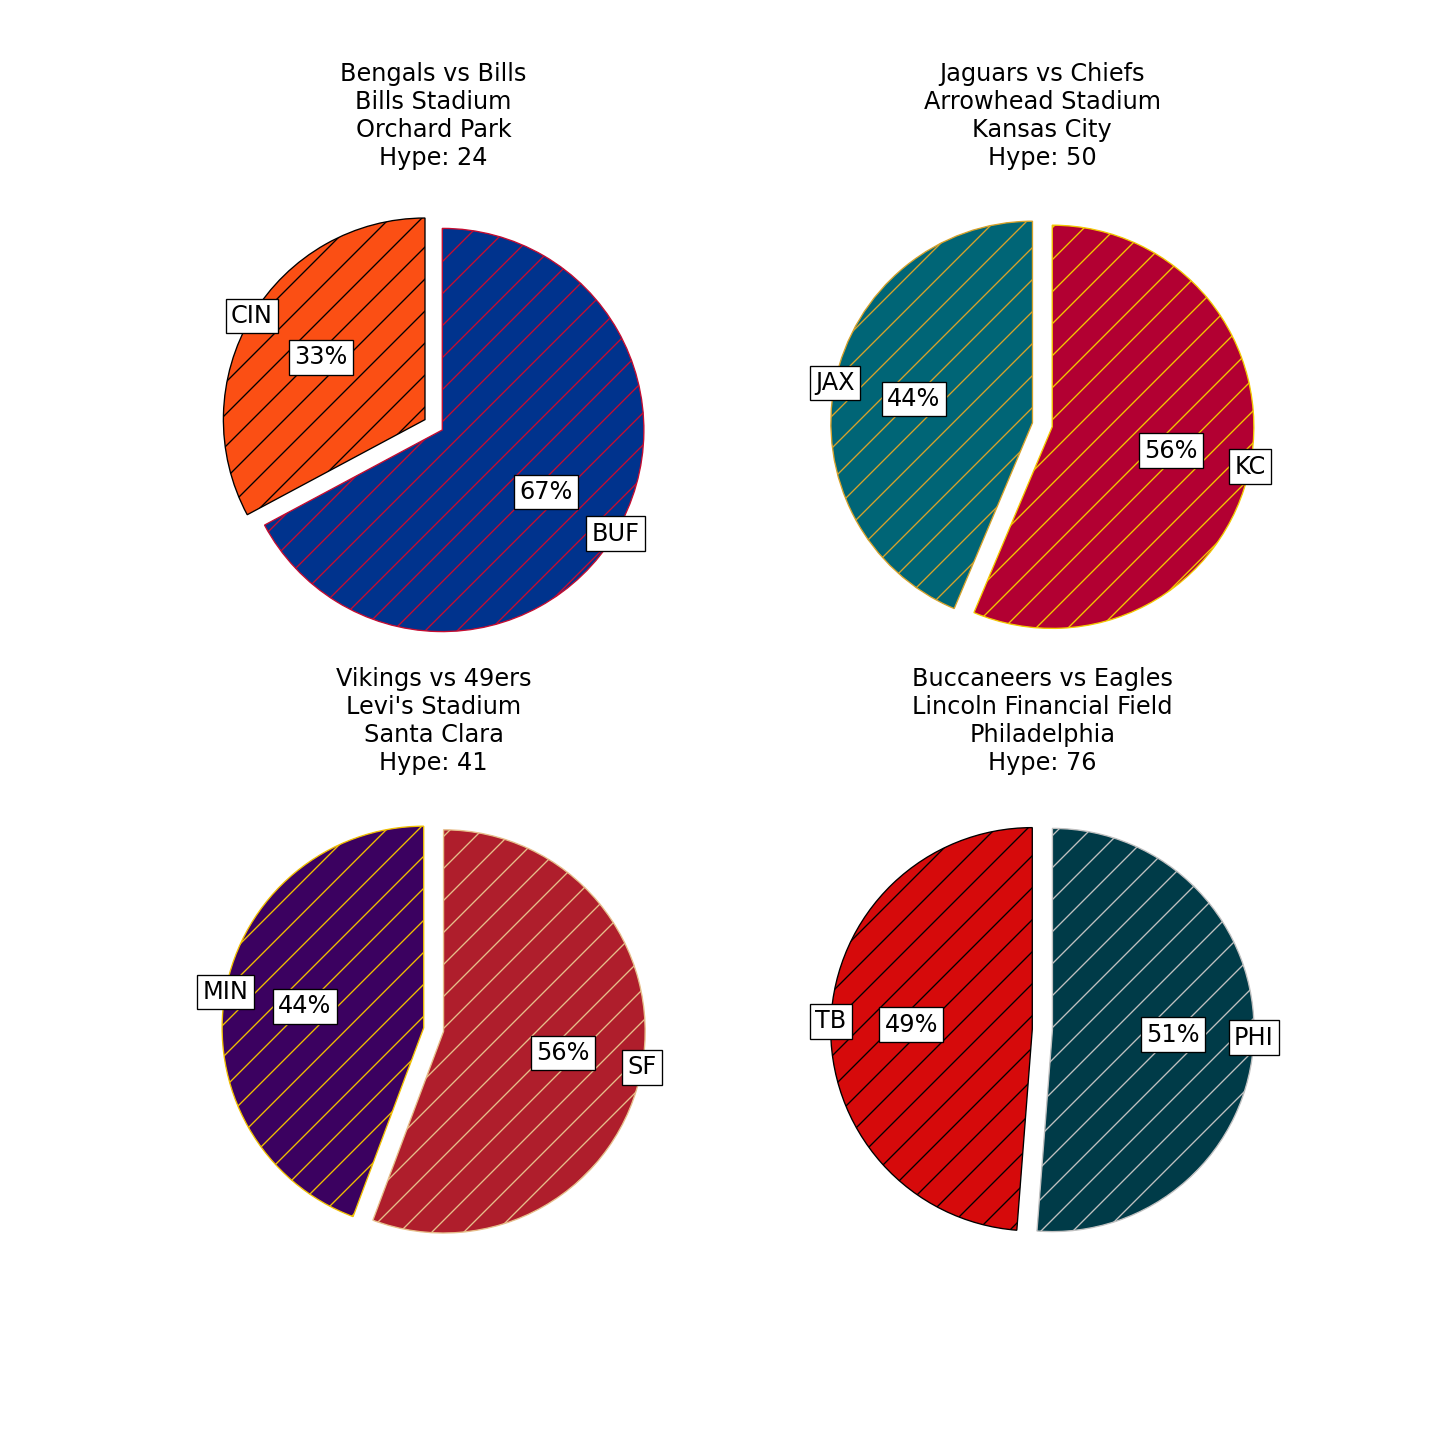 Bengals vs Bills
Bills Stadium
Orchard Park
Hype: 24
CIN
33%
67%
BUF
Jaguars vs Chiefs
Arrowhead Stadium
Kansas City
Hype: 50
JAX
44%
56%
KC
Vikings vs 49ers
Levi's Stadium
Santa Clara
Hype: 41
MIN
44%
56%
SF
Buccaneers vs Eagles
Lincoln Financial Field
Philadelphia
Hype: 76
TB
49%
51%
PHI